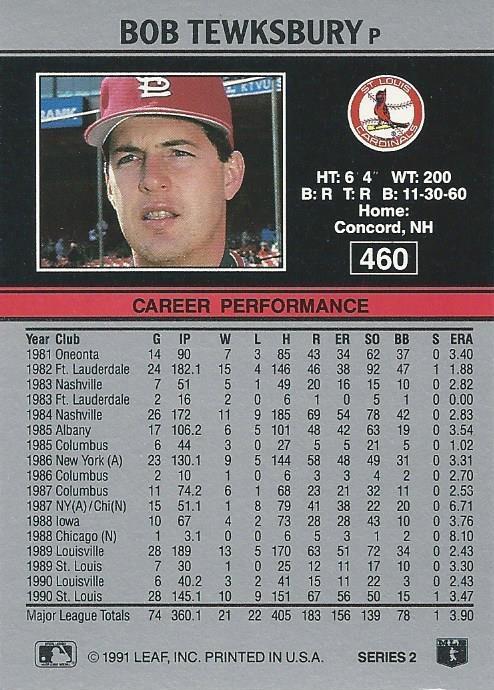 BOB TEWKSBURY P
BANK
KTVU
STL
ST. LOUIS
CARDINALS
HT: 6' 4" WT: 200
B: R T: R B: 11-30-60
Home:
Concord, NH
460
CAREER PERFORMANCE
Year Club G IP W L H R ER SO BB S ERA
1981 Oneonta 14 90 7 3 85 43 34 62 37 0 3.40
1982 Ft. Lauderdale 24 182.1 15 4 146 46 38 92 47 1 1.88
1983 Nashville 7 51 5 1 49 20 16 15 10 0 2.82
1983 Ft. Lauderdale 2 16 2 0 6 1 0 5 1 0 0.00
1984 Nashville 26 172 11 9 185 69 54 78 42 0 2.83
1985 Albany 17 106.2 6 5 101 48 42 63 19 0 3.54
1985 Columbus 6 44 3 0 27 5 5 21 5 0 1.02
1986 New York (A) 23 130.1 9 5 144 58 48 49 31 0 3.31
1986 Columbus 2 10 1 0 6 3 3 4 2 0 2.70
1987 Columbus 11 74.2 6 1 68 23 21 32 11 0 2.53
1987 NY(A)/Chi(N) 15 51.1 1 8 79 41 38 22 20 0 6.71
1988 Iowa 10 67 4 2 73 28 28 43 10 0 3.76
1988 Chicago (N) 1 3.1 0 0 6 5 3 1 2 0 8.10
1989 Louisville 28 189 13 5 170 63 51 72 34 0 2.43
1989 St. Louis 7 30 1 0 25 12 11 17 10 0 3.30
1990 Louisville 6 40.2 3 2 41 15 11 22 3 0 2.43
1990 St. Louis 28 145.1 10 9 151 67 56 50 15 1 3.47
Major League Totals 74 360.1 21 22 405 183 156 139 78 1 3.90
© 1991 LEAF, INC. PRINTED IN U.S.A. SERIES 2